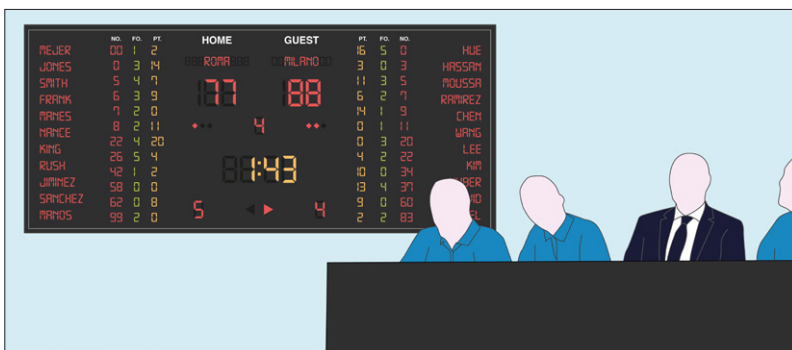 NO. FO. PT. HOME GUEST PT. FO. NO.
MEJER 00 1 2 16 5 0 HUE
JONES 0 3 14 ROMA MILANO 3 0 3 HASSAN
SMITH 5 4 7 77 88 11 3 5 MOUSSA
FRANK 6 3 9 6 2 7 RAMIREZ
MANES 7 2 0 14 1 9 CHEN
NANCE 8 2 11 4 0 1 11 WANG
KING 22 4 20 0 3 20 LEE
RUSH 26 5 4 1:43 4 2 22 KIM
JIMINEZ 42 1 2 10 0 34
58 0 0 13 4 37
SANCHEZ 62 0 8 5 4 9 0 60
MANOS 99 2 0 2 2 83